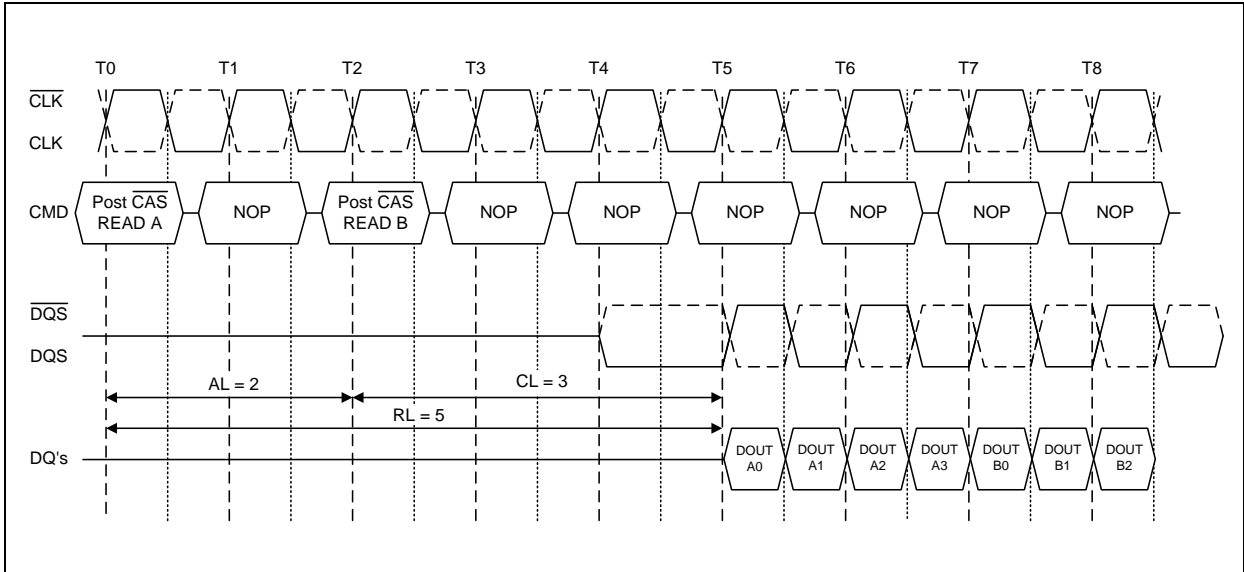 T0 T1 T2 T3 T4 T5 T6 T7 T8
CLK
CLK
CMD
Post CAS
READ A
NOP
Post CAS
READ B
NOP
NOP
NOP
NOP
NOP
NOP
DQS
DQS
AL = 2
CL = 3
RL = 5
DQ's
DOUT
A0
DOUT
A1
DOUT
A2
DOUT
A3
DOUT
B0
DOUT
B1
DOUT
B2